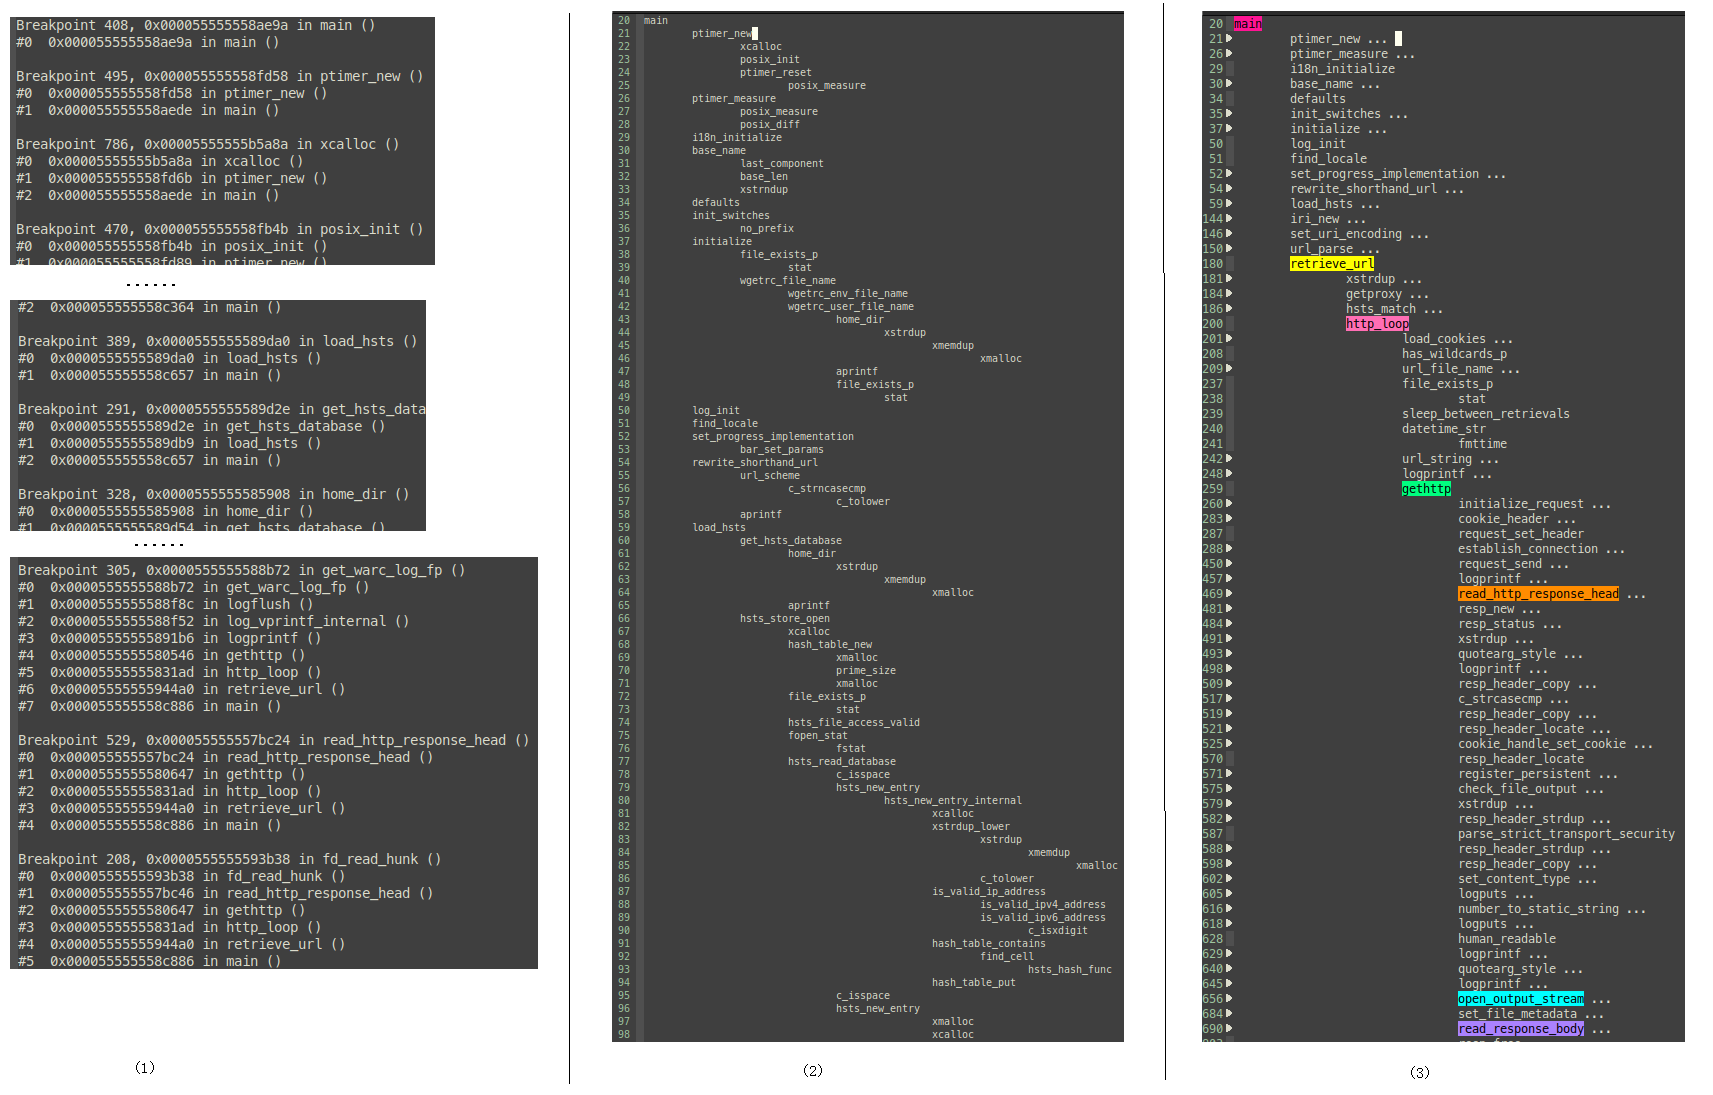 Breakpoint 408, 0x000055555558ae9a in main ()
#0  0x000055555558ae9a in main ()
Breakpoint 495, 0x000055555558fd58 in ptimer_new ()
#0  0x000055555558fd58 in ptimer_new ()
#1  0x000055555558aede in main ()
Breakpoint 786, 0x00005555555b5a8a in xcalloc ()
#0  0x00005555555b5a8a in xcalloc ()
#1  0x000055555558fd6b in ptimer_new ()
#2  0x000055555558aede in main ()
Breakpoint 470, 0x000055555558fb4b in posix_init ()
#0  0x000055555558fb4b in posix_init ()
#1  0x000055555558fd89 in ptimer_new ()
......
#2  0x000055555558c364 in main ()
Breakpoint 389, 0x0000555555589da0 in load_hsts ()
#0  0x0000555555589da0 in load_hsts ()
#1  0x000055555558c657 in main ()
Breakpoint 291, 0x0000555555589d2e in get_hsts_data
#0  0x0000555555589d2e in get_hsts_database ()
#1  0x0000555555589db9 in load_hsts ()
#2  0x000055555558c657 in main ()
Breakpoint 328, 0x0000555555585908 in home_dir ()
#0  0x0000555555585908 in home_dir ()
#1  0x0000555555589d54 in get_hsts_database ()
......
Breakpoint 305, 0x0000555555588b72 in get_warc_log_fp ()
#0  0x0000555555588b72 in get_warc_log_fp ()
#1  0x0000555555588f8c in logflush ()
#2  0x0000555555588f52 in log_vprintf_internal ()
#3  0x00005555555891b6 in logprintf ()
#4  0x0000555555580546 in gethttp ()
#5  0x00005555555831ad in http_loop ()
#6  0x00005555555944a0 in retrieve_url ()
#7  0x000055555558c886 in main ()
Breakpoint 529, 0x000055555557bc24 in read_http_response_head ()
#0  0x000055555557bc24 in read_http_response_head ()
#1  0x0000555555580647 in gethttp ()
#2  0x00005555555831ad in http_loop ()
#3  0x00005555555944a0 in retrieve_url ()
#4  0x000055555558c886 in main ()
Breakpoint 208, 0x0000555555593b38 in fd_read_hunk ()
#0  0x0000555555593b38 in fd_read_hunk ()
#1  0x000055555557bc46 in read_http_response_head ()
#2  0x0000555555580647 in gethttp ()
#3  0x00005555555831ad in http_loop ()
#4  0x00005555555944a0 in retrieve_url ()
#5  0x000055555558c886 in main ()
(1)
20 main
21 ptimer_new
22 xcalloc
23 posix_init
24 ptimer_reset
25 posix_measure
26 ptimer_measure
27 posix_measure
28 posix_diff
29 i18n_initialize
30 base_name
31 last_component
32 base_len
33 xstrndup
34 defaults
35 init_switches
36 no_prefix
37 initialize
38 file_exists_p
39 stat
40 wgetrc_file_name
41 wgetrc_env_file_name
42 wgetrc_user_file_name
43 home_dir
44 xstrdup
45 xmemdup
46 xmalloc
47 aprintf
48 file_exists_p
49 stat
50 log_init
51 find_locale
52 set_progress_implementation
53 bar_set_params
54 rewrite_shorthand_url
55 url_scheme
56 c_strncasecmp
57 c_tolower
58 aprintf
59 load_hsts
60 get_hsts_database
61 home_dir
62 xstrdup
63 xmemdup
64 xmalloc
65 aprintf
66 hsts_store_open
67 xcalloc
68 hash_table_new
69 xmalloc
70 prime_size
71 xmalloc
72 file_exists_p
73 stat
74 hsts_file_access_valid
75 fopen_stat
76 fstat
77 hsts_read_database
78 c_isspace
79 hsts_new_entry
80 hsts_new_entry_internal
81 xcalloc
82 xstrdup_lower
83 xstrdup
84 xmemdup
85 xmalloc
86 c_tolower
87 is_valid_ip_address
88 is_valid_ipv4_address
89 is_valid_ipv6_address
90 c_isxdigit
91 hash_table_contains
92 find_cell
93 hsts_hash_func
94 hash_table_put
95 c_isspace
96 hsts_new_entry
97 xmalloc
98 xcalloc
(2)
20 main
21 ptimer_new ...
26 ptimer_measure ...
29 i18n_initialize
30 base_name ...
34 defaults
35 init_switches ...
37 initialize ...
50 log_init
51 find_locale
52 set_progress_implementation ...
54 rewrite_shorthand_url ...
59 load_hsts ...
144 iri_new ...
146 set_uri_encoding ...
150 url_parse ...
180 retrieve_url
181 xstrdup ...
184 getproxy ...
186 hsts_match ...
200 http_loop
201 load_cookies ...
208 has_wildcards_p
209 url_file_name ...
237 file_exists_p
238 stat
239 sleep_between_retrievals
240 datetime_str
241 fmttime
242 url_string ...
248 logprintf ...
259 gethttp
260 initialize_request ...
283 cookie_header ...
287 request_set_header
288 establish_connection ...
450 request_send ...
457 logprintf ...
469 read_http_response_head ...
481 resp_new ...
484 resp_status ...
491 xstrdup ...
493 quotearg_style ...
498 logprintf ...
509 resp_header_copy ...
517 c_strcasecmp ...
519 resp_header_copy ...
521 resp_header_locate ...
525 cookie_handle_set_cookie ...
570 resp_header_locate
571 register_persistent ...
575 check_file_output ...
579 xstrdup ...
582 resp_header_strdup ...
587 parse_strict_transport_security
588 resp_header_strdup ...
598 resp_header_copy ...
602 set_content_type ...
605 logputs ...
616 number_to_static_string ...
618 logputs ...
628 human_readable
629 logprintf ...
640 quotearg_style ...
645 logprintf ...
656 open_output_stream ...
684 set_file_metadata ...
690 read_response_body ...
(3)